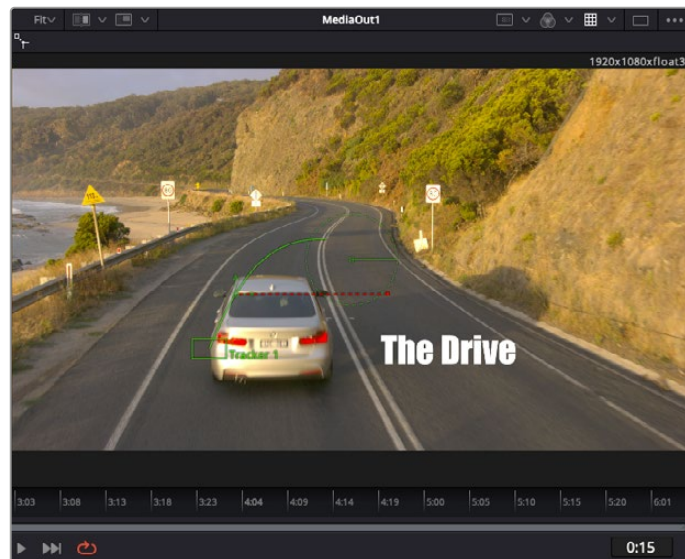 Fit MediaOut1
1920x1080xfloat3
Tracker 1
The Drive
3:03 3:08 3:13 3:18 3:23 4:04 4:09 4:14 4:19 5:00 5:05 5:10 5:15 5:20 6:01
0:15